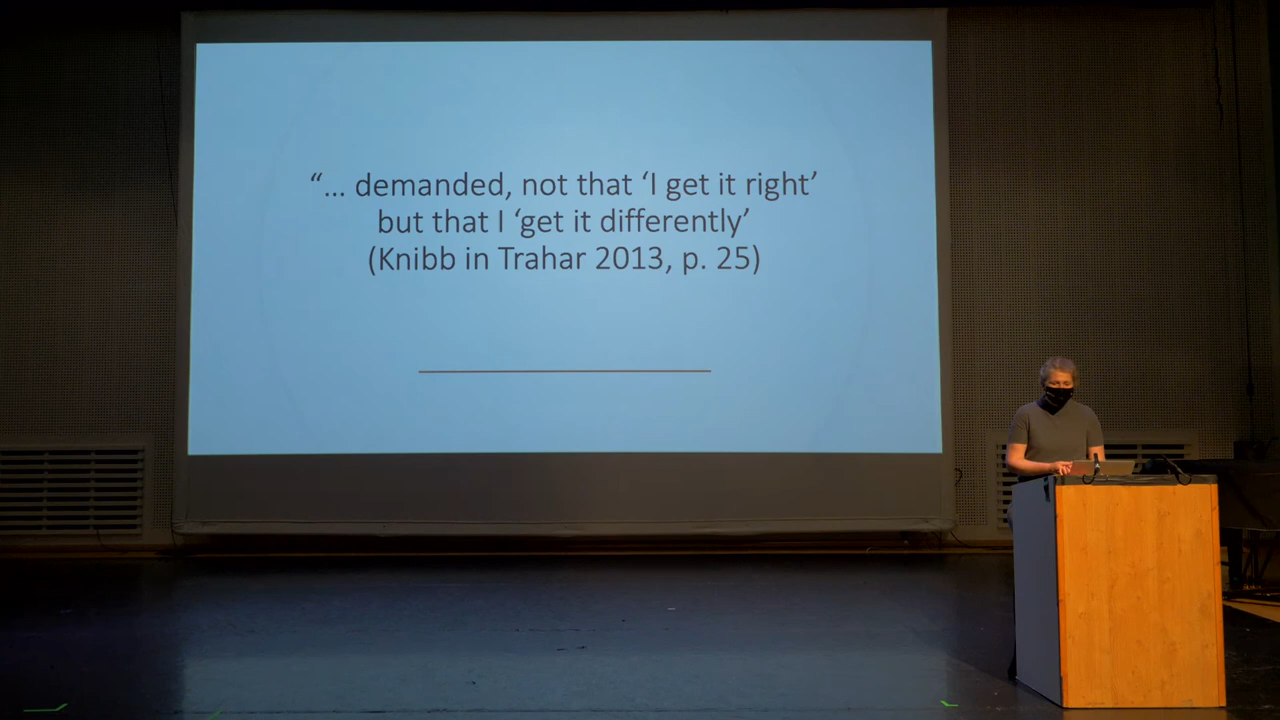 “... demanded, not that ‘I get it right’
but that I ‘get it differently’
(Knibb in Trahar 2013, p. 25)